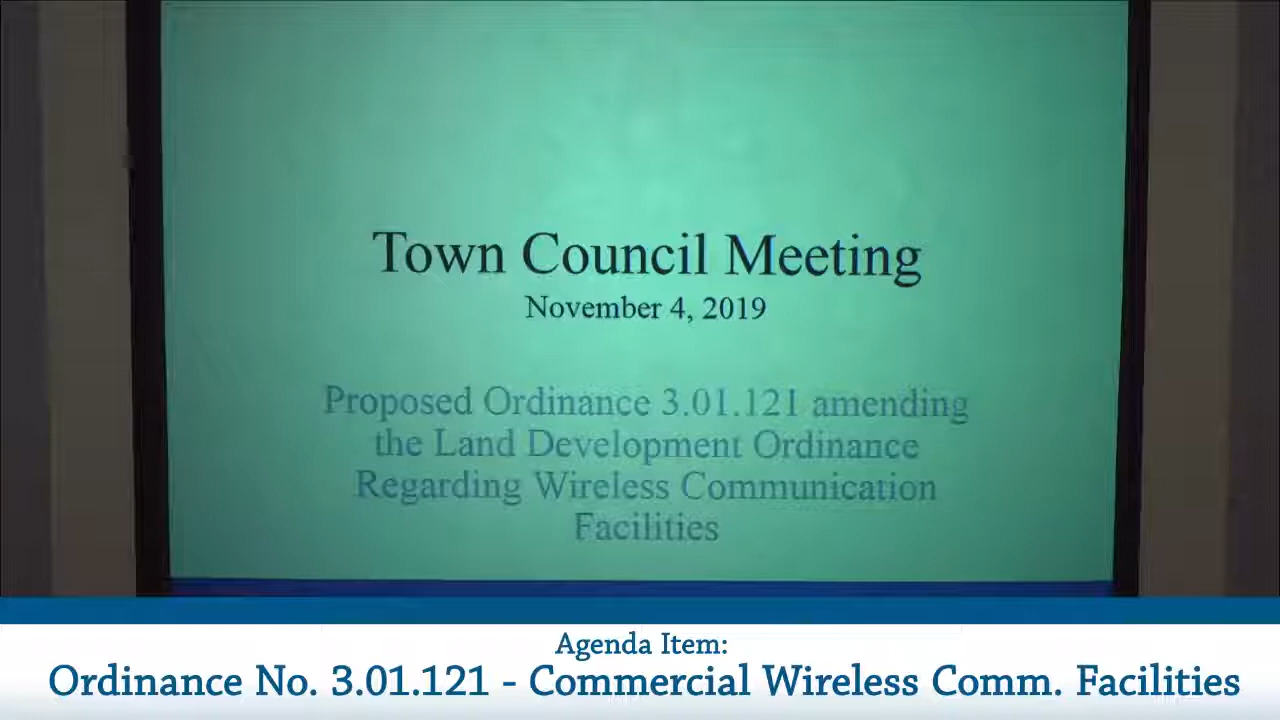 Town Council Meeting
November 4, 2019
Proposed Ordinance 3.01.121 amending
the Land Development Ordinance
Regarding Wireless Communication
Facilities
Agenda Item:
Ordinance No. 3.01.121 - Commercial Wireless Comm. Facilities